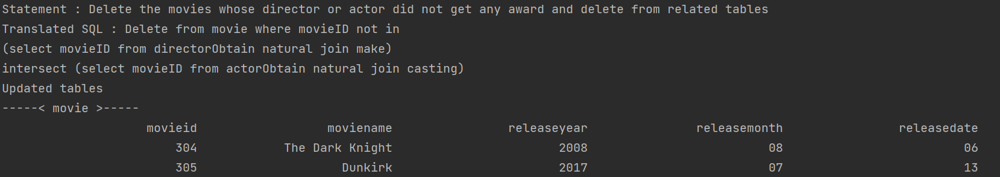 Statement : Delete the movies whose director or actor did not get any award and delete from related tables
Translated SQL : Delete from movie where movieID not in
(select movieID from directorObtain natural join make)
intersect (select movieID from actorObtain natural join casting)
Updated tables
-----< movie >-----
movieid moviename releaseyear releasemonth releasedate
304 The Dark Knight 2008 08 06
305 Dunkirk 2017 07 13